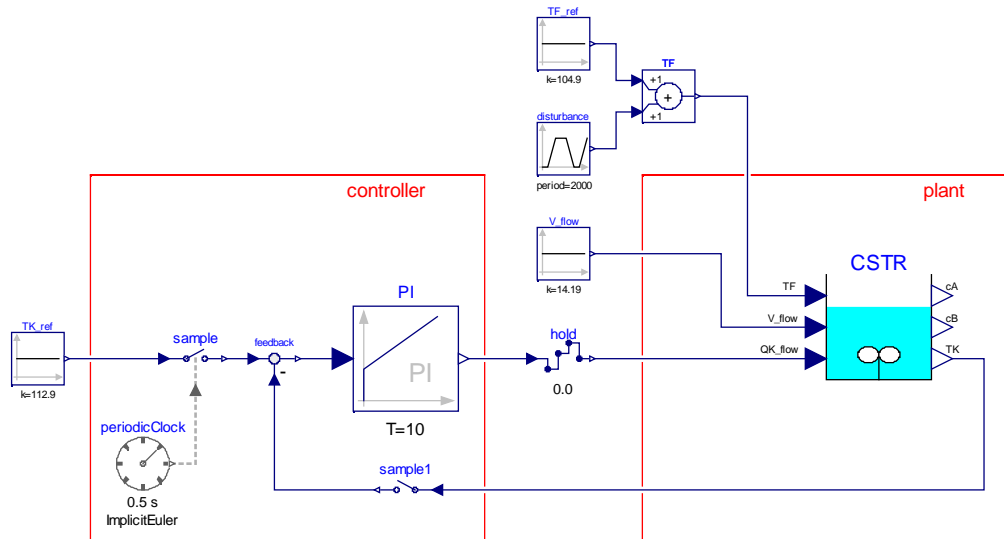 TF_ref
k=104.9
TF
+1
+
+1
disturbance
period=2000
controller
plant
V_flow
k=14.19
CSTR
TF
cA
V_flow
cB
QK_flow
TK
PI
PI
T=10
TK_ref
k=112.9
sample
feedback
-
hold
0.0
periodicClock
0.5 s
ImplicitEuler
sample1